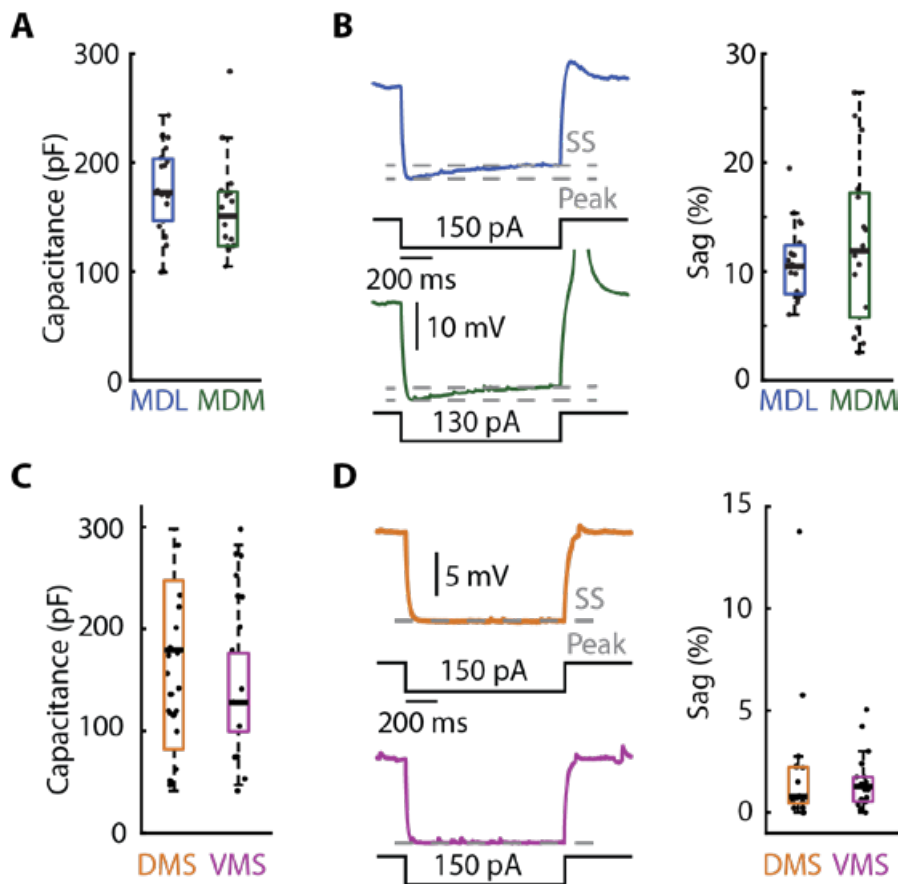 A
300
200
100
0
Capacitance (pF)
MDL MDM
B
SS
Peak
150 pA
200 ms
10 mV
130 pA
30
20
10
0
Sag (%)
MDL MDM
C
300
200
100
0
Capacitance (pF)
DMS VMS
D
5 mV
SS
Peak
150 pA
200 ms
150 pA
15
10
5
0
Sag (%)
DMS VMS